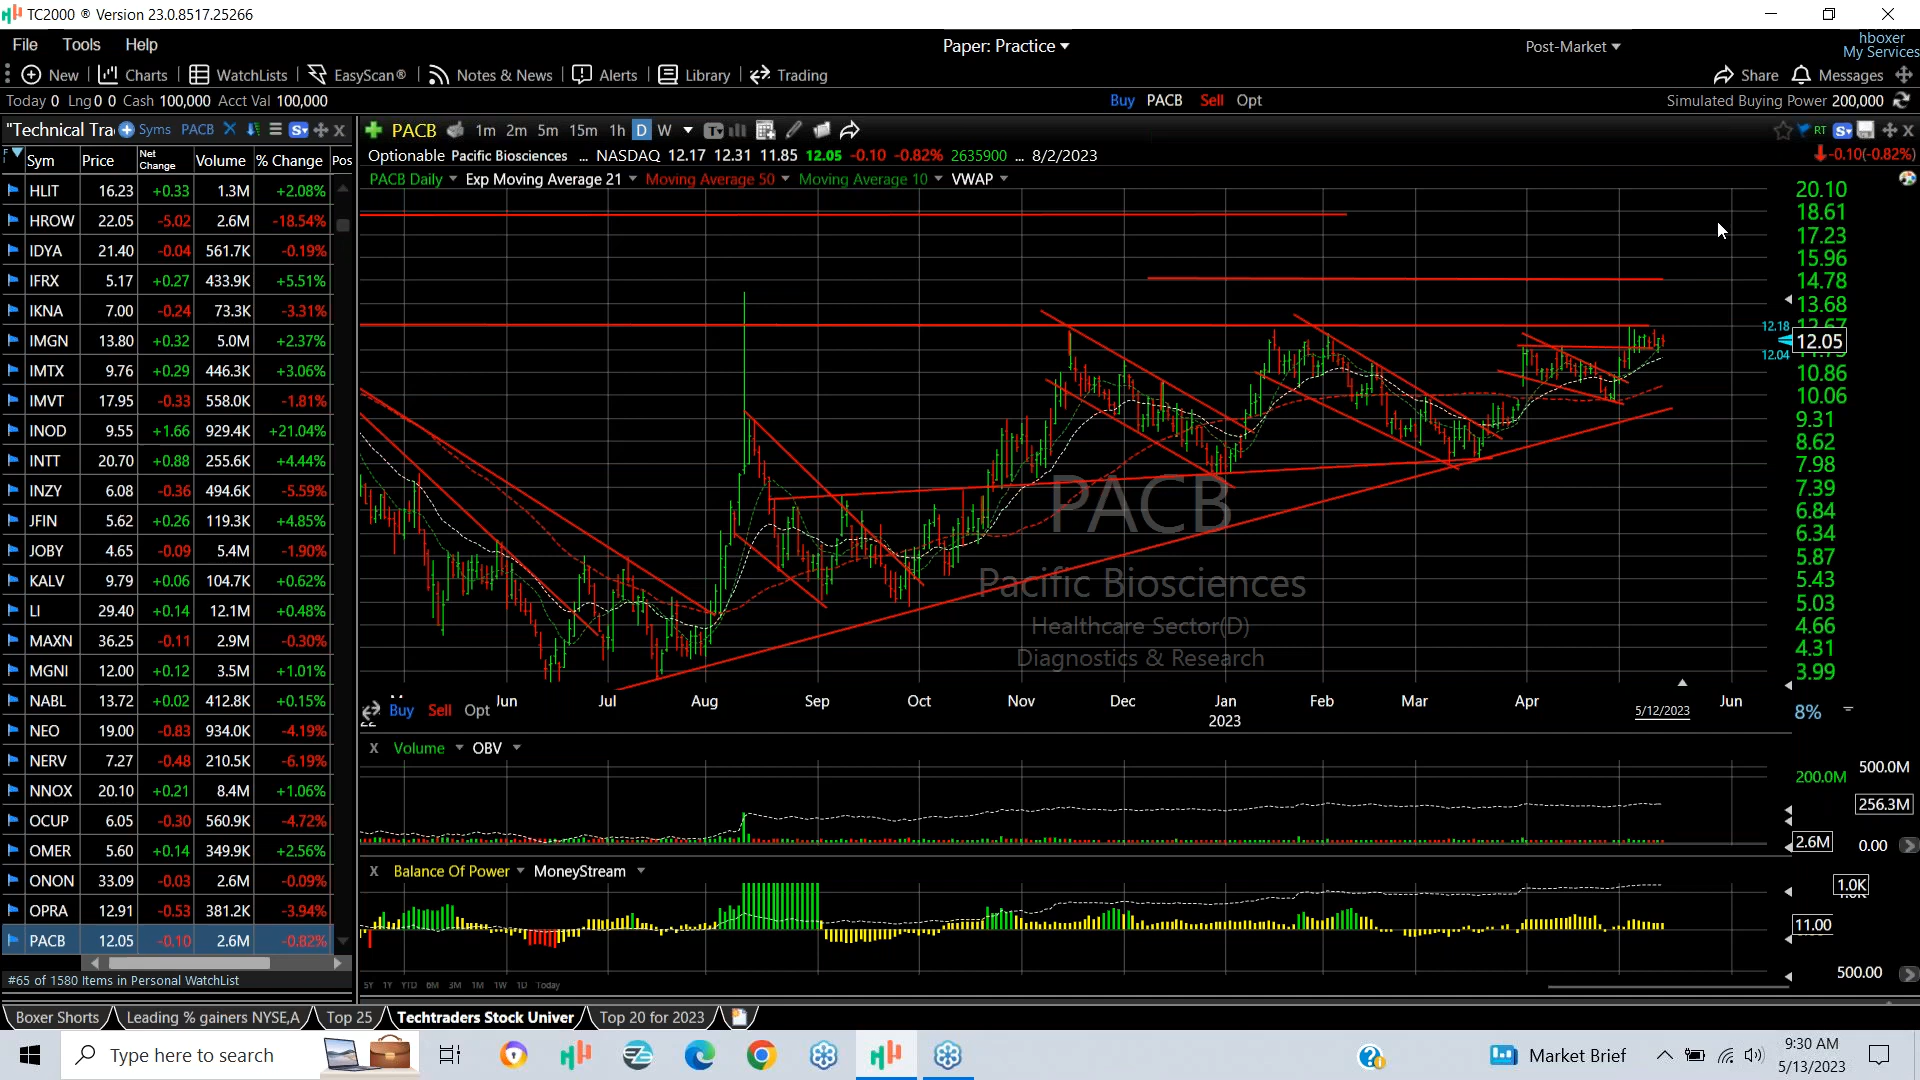 TC2000 ® Version 23.0.8517.25266
File Tools Help
Paper: Practice
Post-Market
hboxer
My Services
New Charts WatchLists EasyScan® Notes & News Alerts Library Trading
Share Messages
Today 0 Lng 0 0 Cash 100,000 Acct Val 100,000
Buy PACB Sell Opt
Simulated Buying Power 200,000
"Technical Tra Syms PACB
PACB 1m 2m 5m 15m 1h D W
RT
Sym Price Net Change Volume % Change Pos
Optionable Pacific Biosciences ... NASDAQ 12.17 12.31 11.85 12.05 -0.10 -0.82% 2635900 ... 8/2/2023
-0.10(-0.82%)
PACB Daily Exp Moving Average 21 Moving Average 50 Moving Average 10 VWAP
HLIT 16.23 +0.33 1.3M +2.08%
HROW 22.05 -5.02 2.6M -18.54%
IDYA 21.40 -0.04 561.7K -0.19%
IFRX 5.17 +0.27 433.9K +5.51%
IKNA 7.00 -0.24 73.3K -3.31%
IMGN 13.80 +0.32 5.0M +2.37%
IMTX 9.76 +0.29 446.3K +3.06%
IMVT 17.95 -0.33 558.0K -1.81%
INOD 9.55 +1.66 929.4K +21.04%
INTT 20.70 +0.88 255.6K +4.44%
INZY 6.08 -0.36 494.6K -5.59%
JFIN 5.62 +0.26 119.3K +4.85%
JOBY 4.65 -0.09 5.4M -1.90%
KALV 9.79 +0.06 104.7K +0.62%
LI 29.40 +0.14 12.1M +0.48%
MAXN 36.25 -0.11 2.9M -0.30%
MGNI 12.00 +0.12 3.5M +1.01%
NABL 13.72 +0.02 412.8K +0.15%
NEO 19.00 -0.83 934.0K -4.19%
NERV 7.27 -0.48 210.5K -6.19%
NNOX 20.10 +0.21 8.4M +1.06%
OCUP 6.05 -0.30 560.9K -4.72%
OMER 5.60 +0.14 349.9K +2.56%
ONON 33.09 -0.03 2.6M -0.09%
OPRA 12.91 -0.53 381.2K -3.94%
PACB 12.05 -0.10 2.6M -0.82%
#65 of 1580 Items in Personal WatchList
20.10
18.61
17.23
15.96
14.78
13.68
12.18
12.05
12.04
10.86
10.06
9.31
8.62
7.98
7.39
6.84
6.34
5.87
5.43
5.03
4.66
4.31
3.99
8%
PACB
Pacific Biosciences
Healthcare Sector(D)
Diagnostics & Research
Jun Jul Aug Sep Oct Nov Dec Jan Feb Mar Apr Jun
2023
5/12/2023
Buy Sell Opt
X Volume OBV
200.0M 500.0M
256.3M
2.6M 0.00
X Balance Of Power MoneyStream
1.0K
11.00
500.00
5Y 1Y YTD 6M 3M 1M 1W 1D Today
Boxer Shorts Leading % gainers NYSE,A Top 25 Techtraders Stock Univer Top 20 for 2023
Type here to search
Market Brief
9:30 AM
5/13/2023